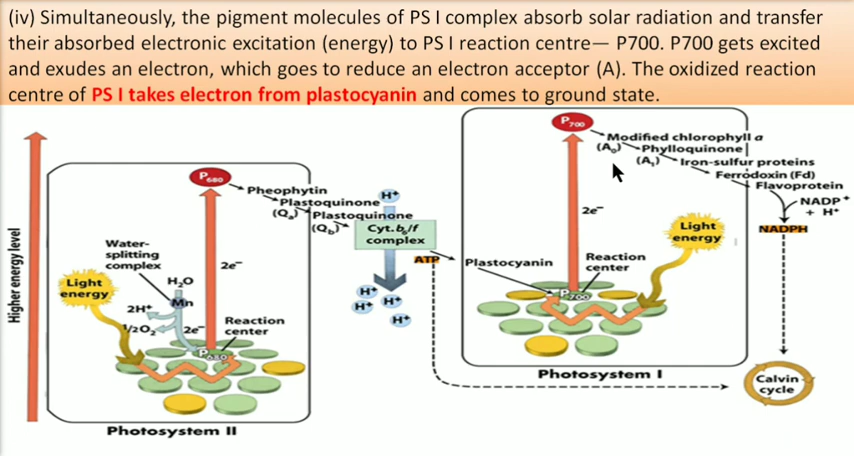 (iv) Simultaneously, the pigment molecules of PS I complex absorb solar radiation and transfer
their absorbed electronic excitation (energy) to PS I reaction centre— P700. P700 gets excited
and exudes an electron, which goes to reduce an electron acceptor (A). The oxidized reaction
centre of PS I takes electron from plastocyanin and comes to ground state.
Higher energy level
P680
Pheophytin
Plastoquinone
(Qa)
Plastoquinone
(Qb)
H+
Cyt.b6/f
complex
ATP
H+
H+
H+
H+
Water-
splitting
complex
Light
energy
H2O
Mn
2H+
1/2O2
2e-
2e-
Reaction
center
P680
Photosystem II
P700
Modified chlorophyll a
(A0)
Phylloquinone
(A1)
Iron-sulfur proteins
Ferrodoxin (Fd)
Flavoprotein
NADP+
+ H+
NADPH
2e-
Light
energy
Plastocyanin
Reaction
center
P700
Photosystem I
Calvin
cycle